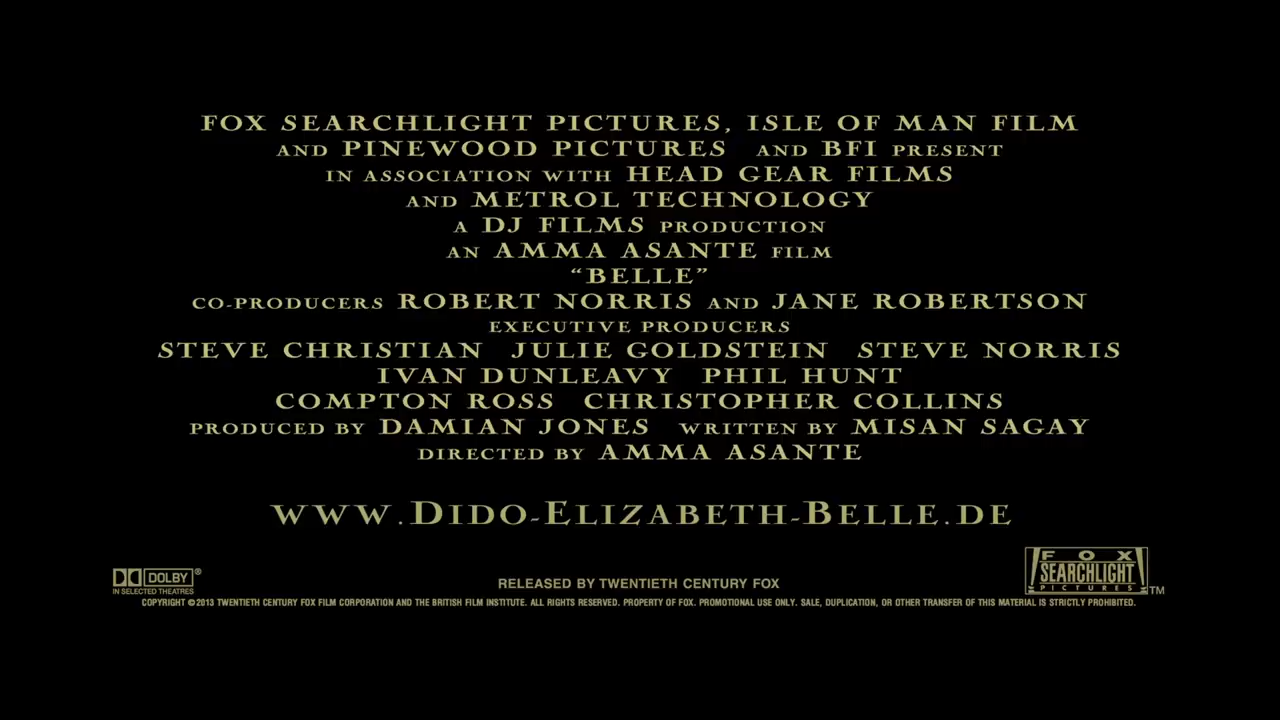 FOX SEARCHLIGHT PICTURES, ISLE OF MAN FILM
AND PINEWOOD PICTURES AND BFI PRESENT
IN ASSOCIATION WITH HEAD GEAR FILMS
AND METROL TECHNOLOGY
A DJ FILMS PRODUCTION
AN AMMA ASANTE FILM
“BELLE”
CO-PRODUCERS ROBERT NORRIS AND JANE ROBERTSON
EXECUTIVE PRODUCERS
STEVE CHRISTIAN JULIE GOLDSTEIN STEVE NORRIS
IVAN DUNLEAVY PHIL HUNT
COMPTON ROSS CHRISTOPHER COLLINS
PRODUCED BY DAMIAN JONES WRITTEN BY MISAN SAGAY
DIRECTED BY AMMA ASANTE
WWW.DIDO-ELIZABETH-BELLE.DE
DOLBY®
IN SELECTED THEATRES
RELEASED BY TWENTIETH CENTURY FOX
FOX
SEARCHLIGHT
PICTURES™
COPYRIGHT ©2013 TWENTIETH CENTURY FOX FILM CORPORATION AND THE BRITISH FILM INSTITUTE. ALL RIGHTS RESERVED. PROPERTY OF FOX. PROMOTIONAL USE ONLY. SALE, DUPLICATION, OR OTHER TRANSFER OF THIS MATERIAL IS STRICTLY PROHIBITED.